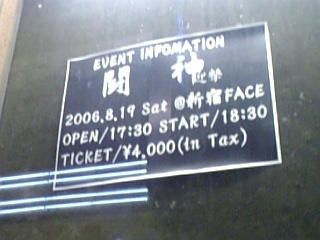 EVENT INFOMATION
闘神
2006.8.19 Sat @新宿FACE
OPEN/17:30 START/18:30
TICKET/¥4,000(in Tax)